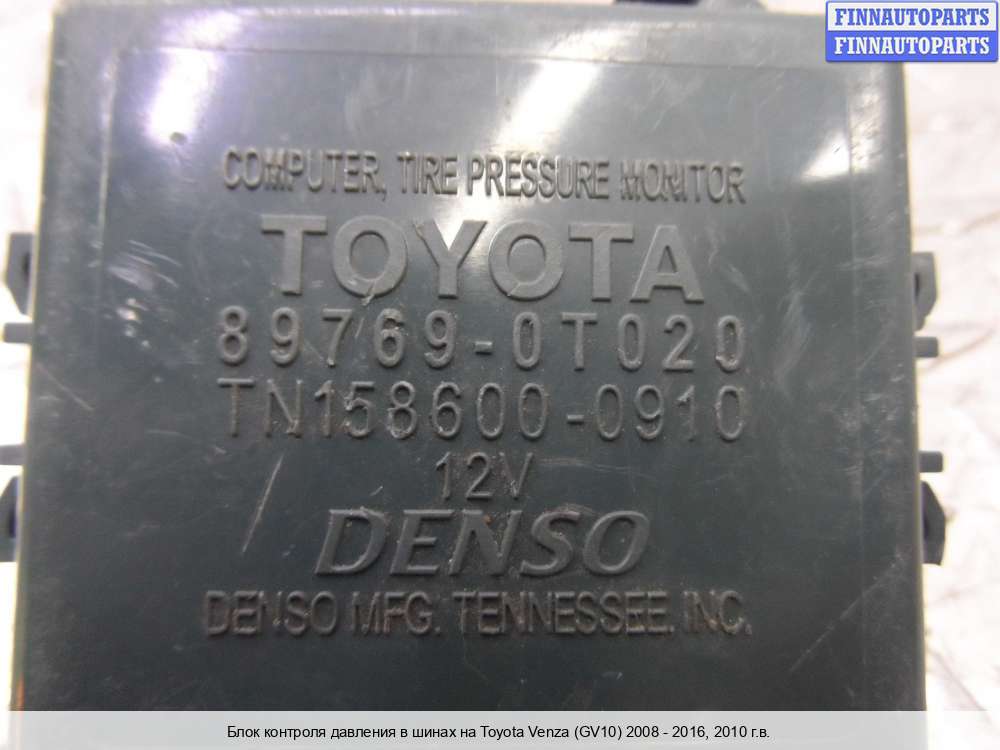 FINNAUTOPARTS
FINNAUTOPARTS
COMPUTER, TIRE PRESSURE MONITOR
TOYOTA
89769-0T020
TN158600-0910
12V
DENSO
DENSO MFG. TENNESSEE, INC.
Блок контроля давления в шинах на Toyota Venza (GV10) 2008 - 2016, 2010 г.в.